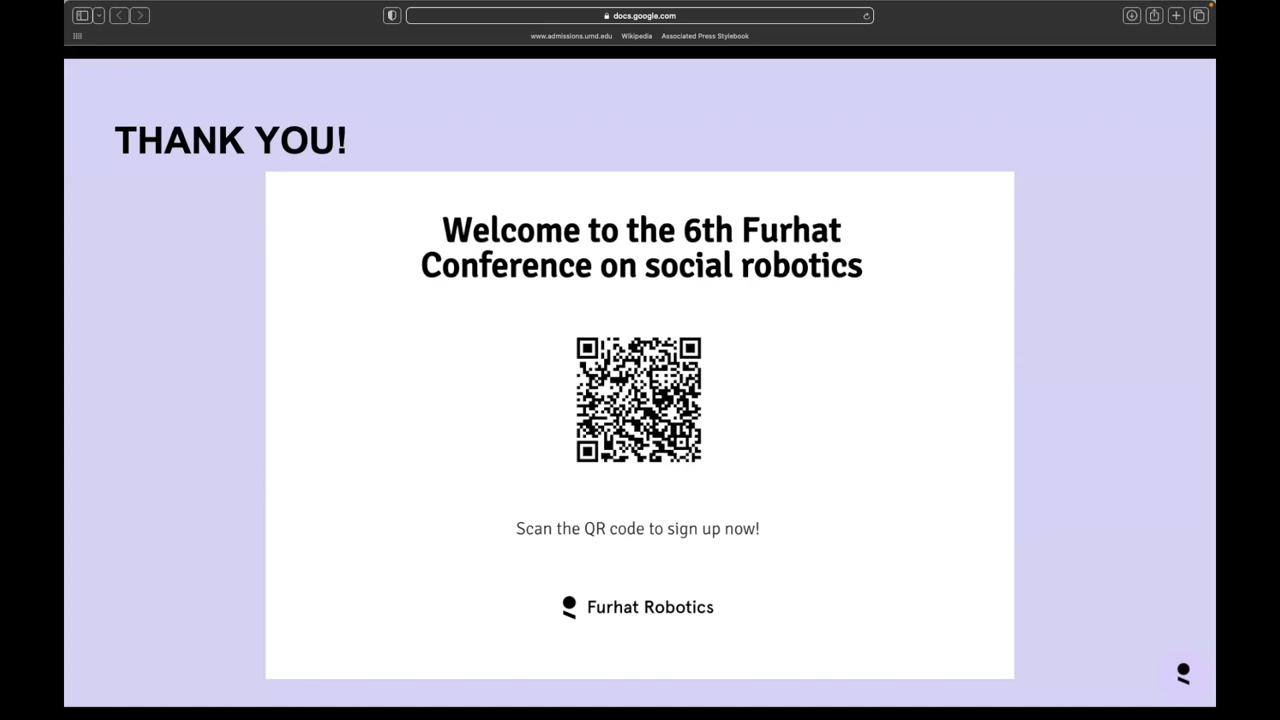 docs.google.com
www.admissions.umd.edu Wikipedia Associated Press Stylebook
THANK YOU!
Welcome to the 6th Furhat
Conference on social robotics
Scan the QR code to sign up now!
Furhat Robotics